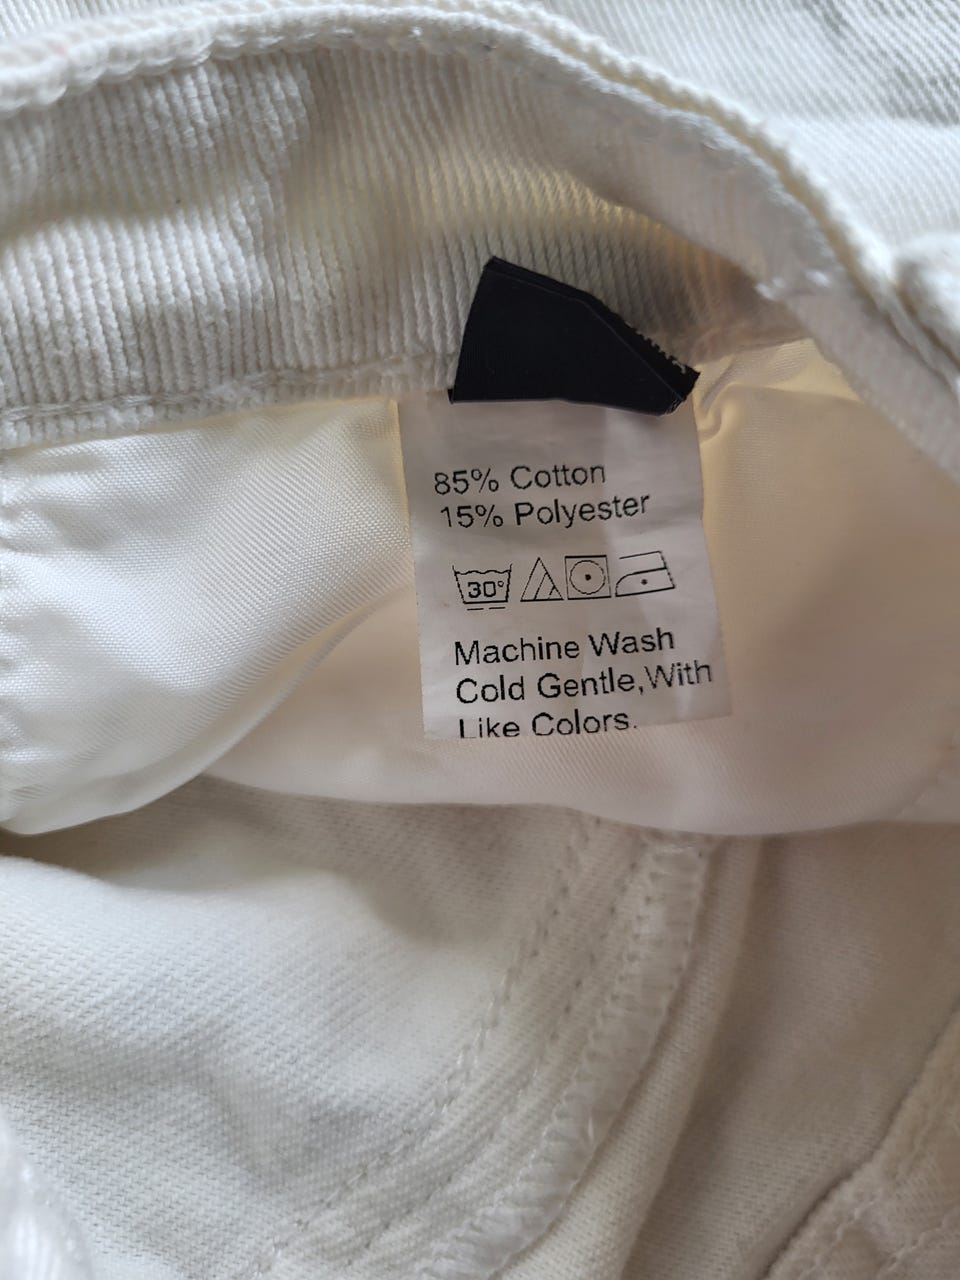 85% Cotton
15% Polyester
30°
Machine Wash
Cold Gentle,With
Like Colors.